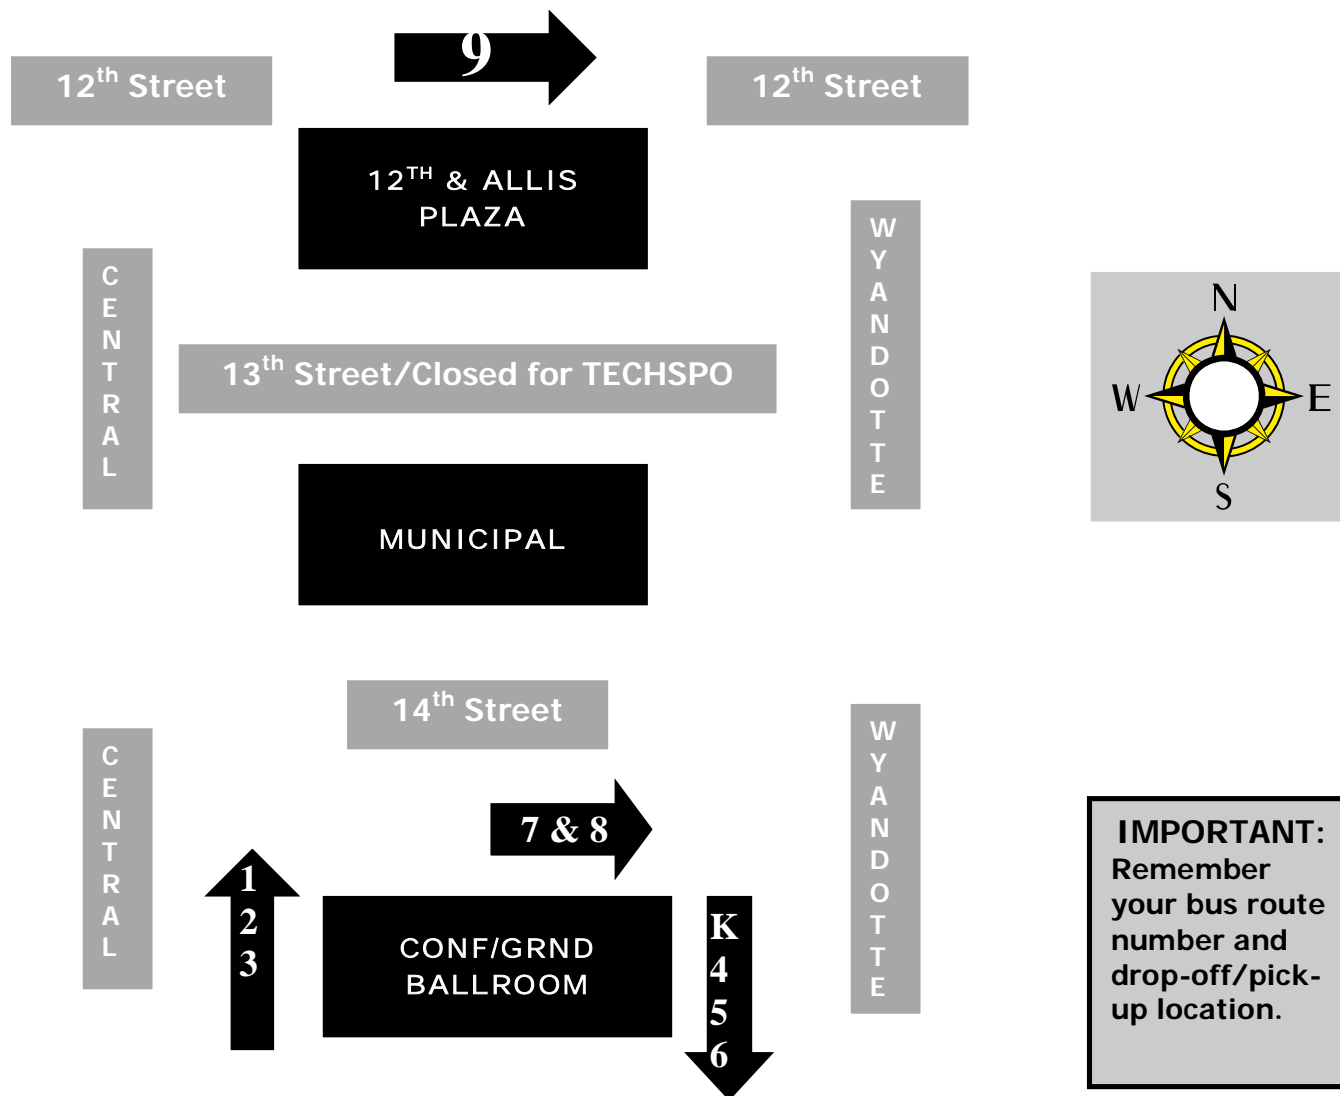 9
12th Street
12th Street
12TH & ALLIS
PLAZA
CENTRAL
WYANDOTTE
13th Street/Closed for TECHSPO
N
W
E
S
MUNICIPAL
14th Street
CENTRAL
WYANDOTTE
7 & 8
1
2
3
CONF/GRND
BALLROOM
K
4
5
6
IMPORTANT:
Remember
your bus route
number and
drop-off/pick-
up location.